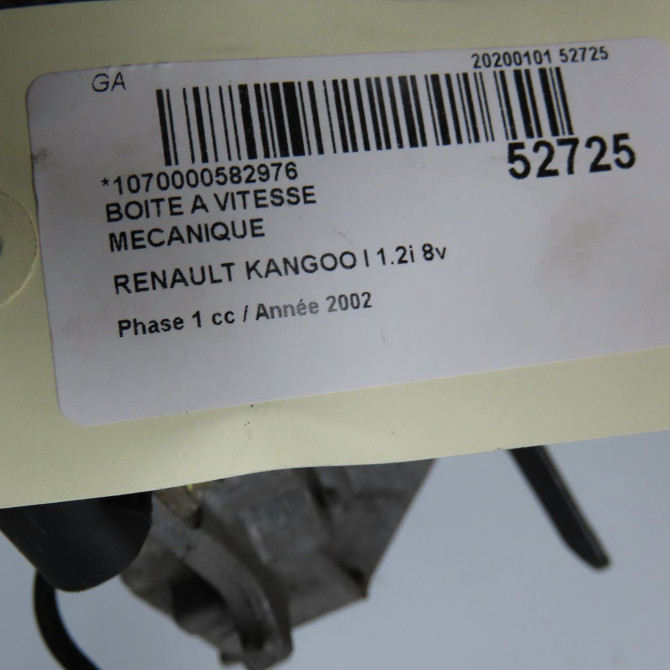 GA
20200101 52725
52725
*1070000582976
BOITE A VITESSE
MECANIQUE
RENAULT KANGOO I 1.2i 8v
Phase 1 cc / Année 2002